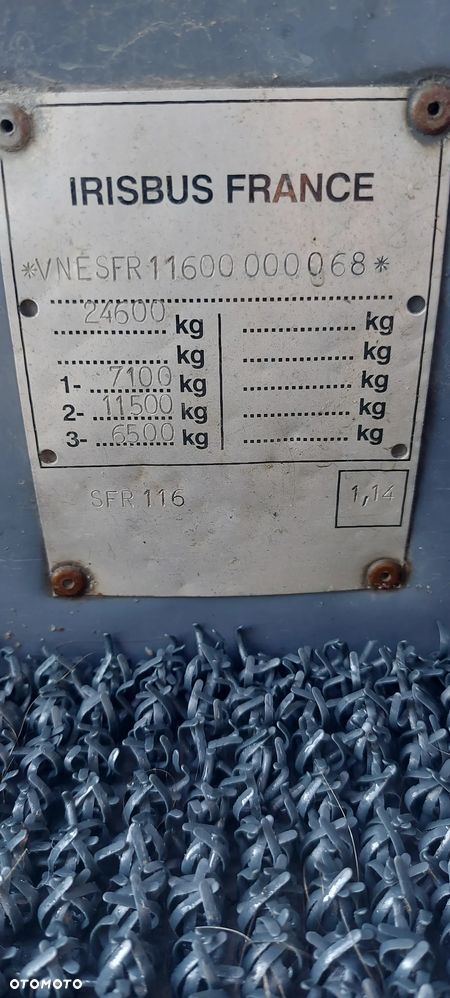 IRISBUS FRANCE
*VNESFR11600000068*
24600 kg kg
kg kg
1- 7100 kg kg
2- 11500 kg kg
3- 6500 kg kg
SFR 116 1,14
OTOMOTO